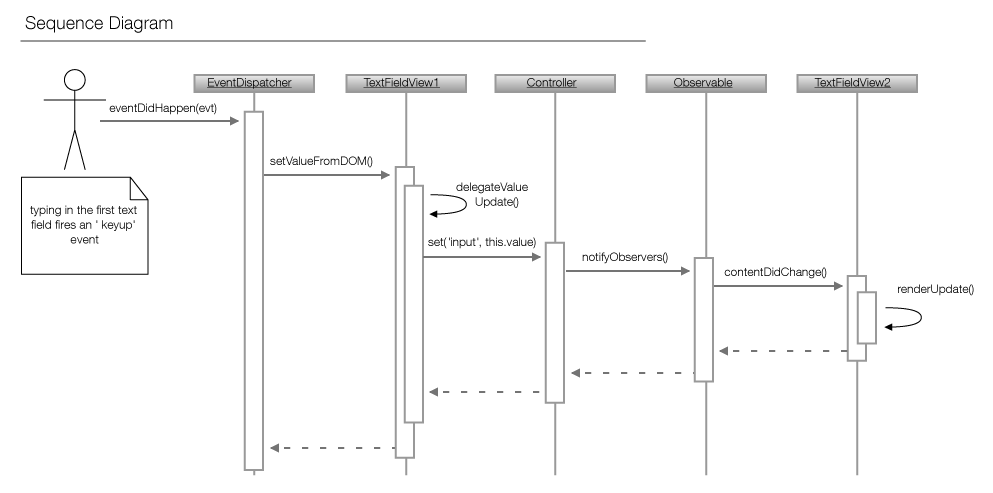 Sequence Diagram
EventDispatcher
TextFieldView1
Controller
Observable
TextFieldView2
eventDidHappen(evt)
setValueFromDOM()
delegateValue
Update()
typing in the first text
field fires an ' keyup'
event
set('input', this.value)
notifyObservers()
contentDidChange()
renderUpdate()